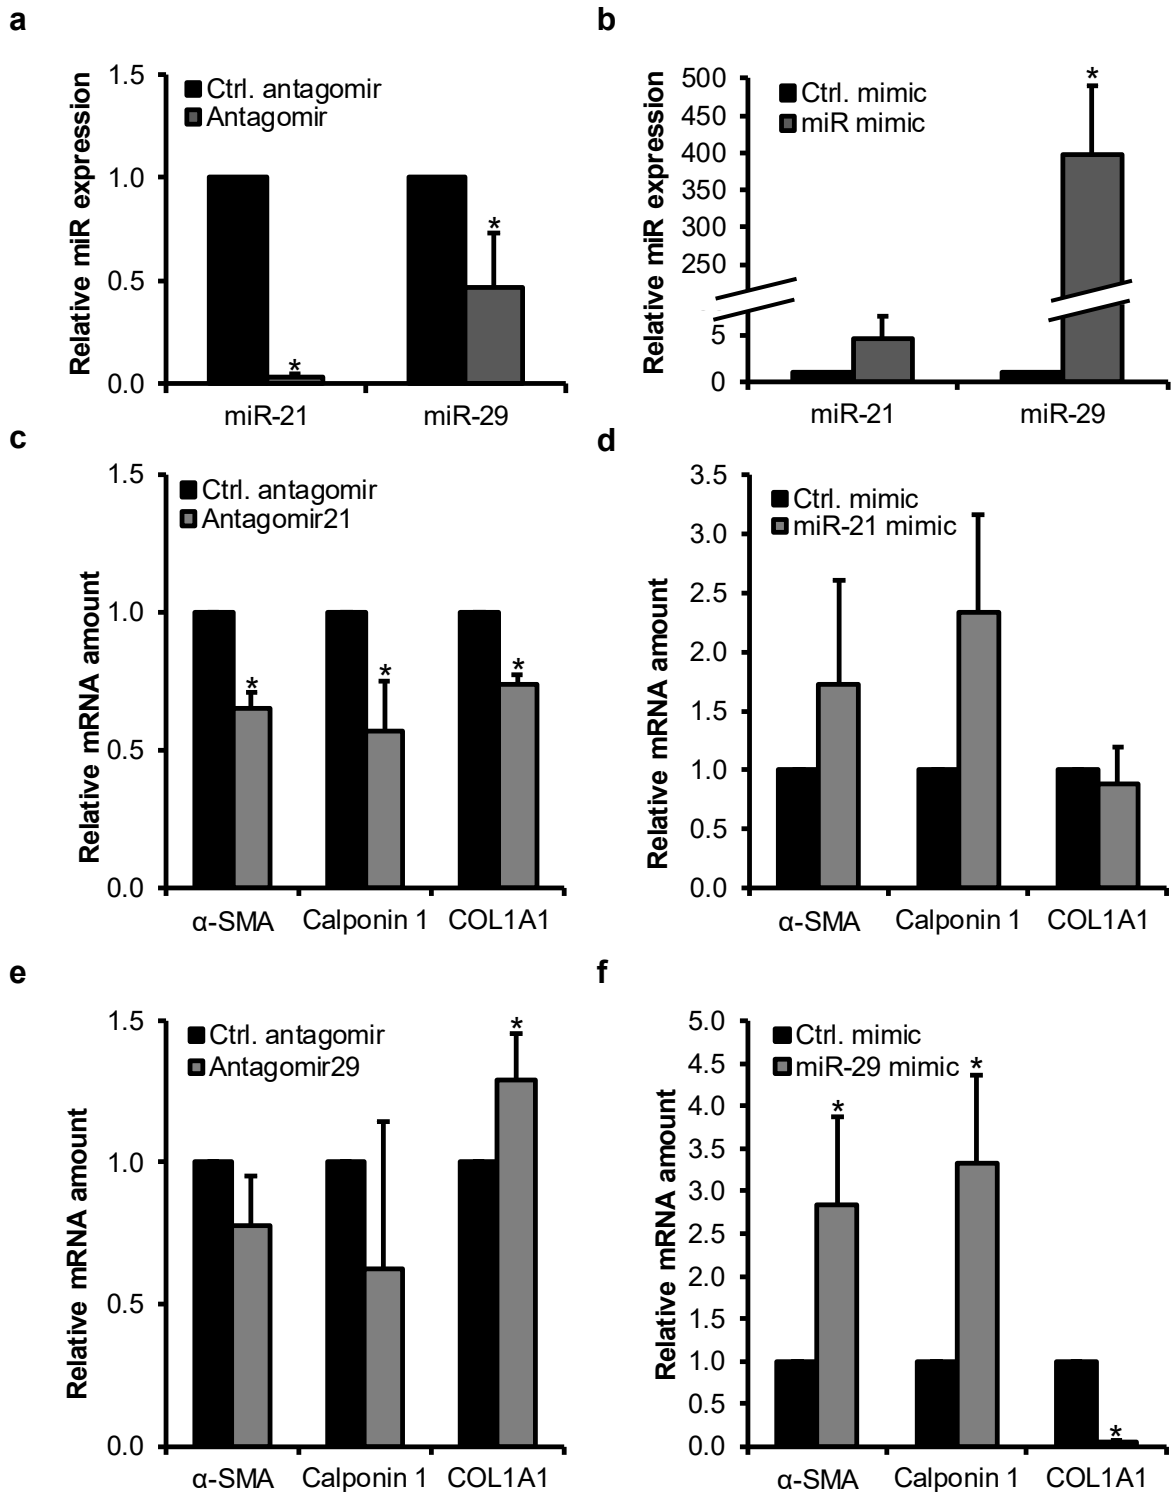 a
Relative miR expression
1.5
1.0
0.5
0.0
Ctrl. antagomir
Antagomir
*
*
miR-21
miR-29
b
Relative miR expression
500
450
400
350
300
250
5
0
Ctrl. mimic
miR mimic
*
miR-21
miR-29
c
Relative mRNA amount
1.5
1.0
0.5
0.0
Ctrl. antagomir
Antagomir21
*
*
*
α-SMA
Calponin 1
COL1A1
d
Relative mRNA amount
3.5
3.0
2.5
2.0
1.5
1.0
0.5
0.0
Ctrl. mimic
miR-21 mimic
α-SMA
Calponin 1
COL1A1
e
Relative mRNA amount
1.5
1.0
0.5
0.0
Ctrl. antagomir
Antagomir29
*
α-SMA
Calponin 1
COL1A1
f
Relative mRNA amount
5.0
4.5
4.0
3.5
3.0
2.5
2.0
1.5
1.0
0.5
0.0
Ctrl. mimic
miR-29 mimic
*
*
*
α-SMA
Calponin 1
COL1A1